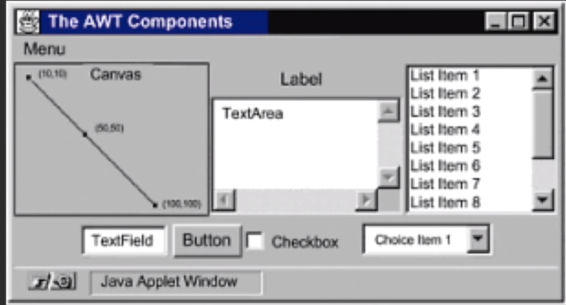 The AWT Components
Menu
(10,10) Canvas
(50,50)
(100,100)
Label
TextArea
List Item 1
List Item 2
List Item 3
List Item 4
List Item 5
List Item 6
List Item 7
List Item 8
TextField
Button
Checkbox
Choice Item 1
Java Applet Window